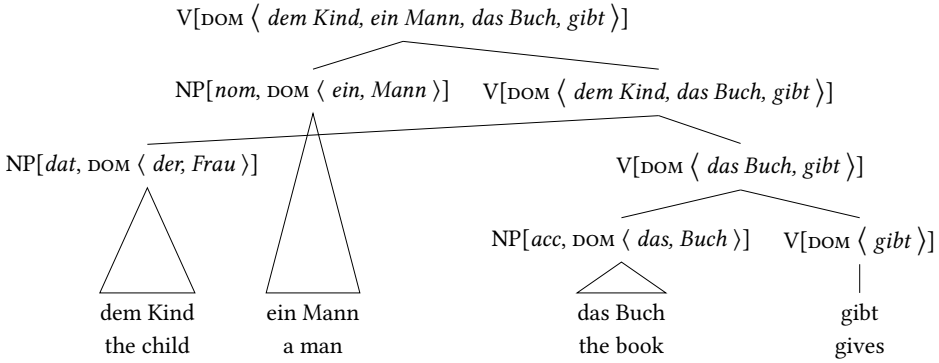 V[DOM ⟨ dem Kind, ein Mann, das Buch, gibt ⟩]
NP[nom, DOM ⟨ ein, Mann ⟩] V[DOM ⟨ dem Kind, das Buch, gibt ⟩]
NP[dat, DOM ⟨ der, Frau ⟩] V[DOM ⟨ das Buch, gibt ⟩]
NP[acc, DOM ⟨ das, Buch ⟩] V[DOM ⟨ gibt ⟩]
dem Kind ein Mann das Buch gibt
the child a man the book gives